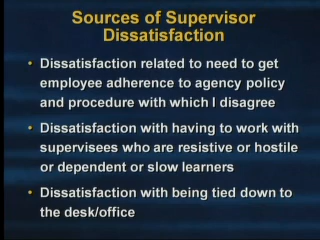 Sources of Supervisor
Dissatisfaction
• Dissatisfaction related to need to get
employee adherence to agency policy
and procedure with which I disagree
• Dissatisfaction with having to work with
supervisees who are resistive or hostile
or dependent or slow learners
• Dissatisfaction with being tied down to
the desk/office